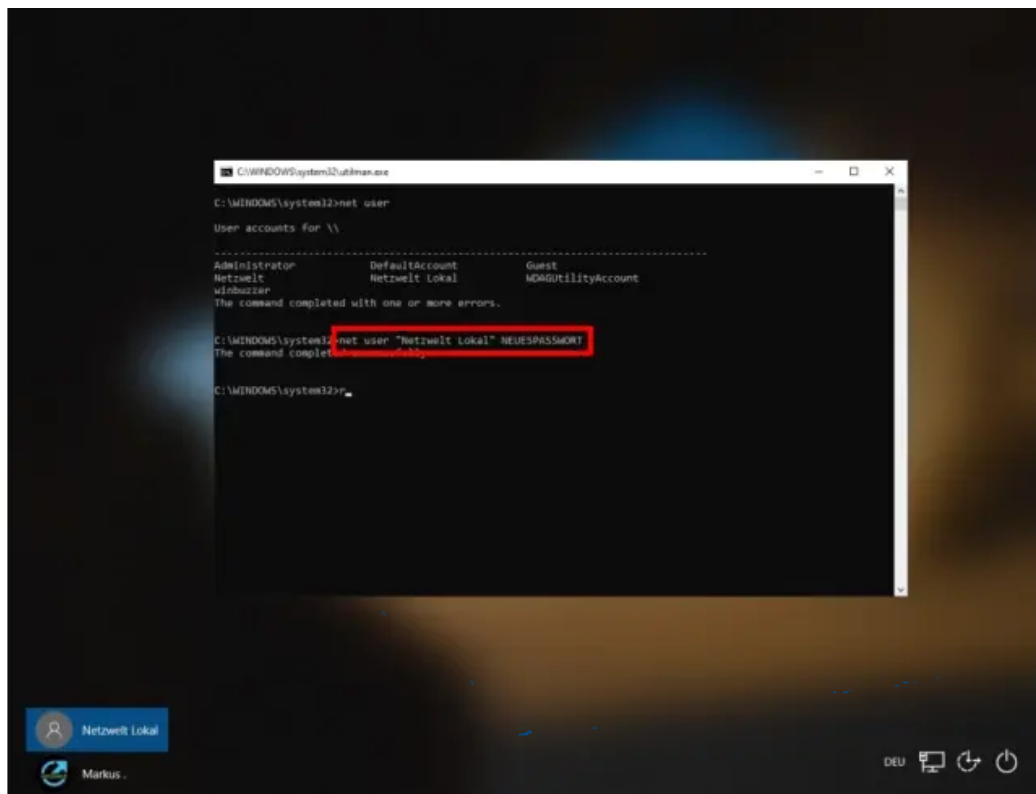 C:\WINDOWS\system32\utilman.exe
C:\WINDOWS\system32>net user
User accounts for \\
-------------------------------------------------------------------------------
Administrator DefaultAccount Guest
Netzwelt Netzwelt Lokal WDAGUtilityAccount
winbuzzer
The command completed with one or more errors.
C:\WINDOWS\system32>net user "Netzwelt Lokal" NEUESPASSWORT
The command
C:\WINDOWS\system32>r
Netzwelt Lokal
Markus .
DEU